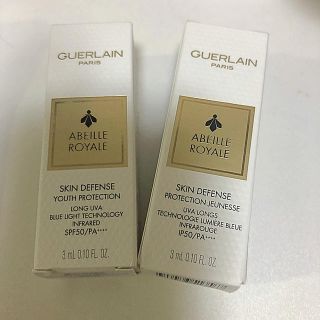 GUERLAIN
PARIS
ABEILLE
ROYALE
SKIN DEFENSE
YOUTH PROTECTION
LONG UVA
BLUE LIGHT TECHNOLOGY
INFRARED
SPF50/PA++++
3 mL 0.10 FL. OZ.
GUERLAIN
PARIS
ABEILLE
ROYALE
SKIN DEFENSE
PROTECTION JEUNESSE
UVA LONGS
TECHNOLOGIE LUMIÈRE BLEUE
INFRAROUGE
IP50/PA++++
3 mL 0.10 FL. OZ.